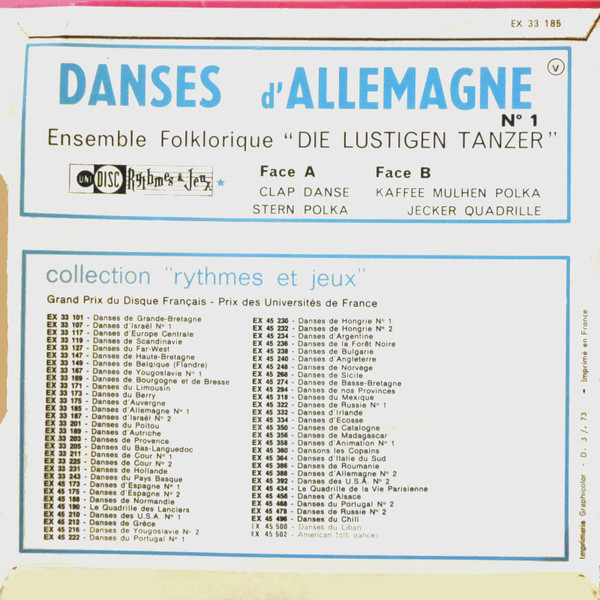 EX 33 185
DANSES d'ALLEMAGNE V
N° 1
Ensemble Folklorique "DIE LUSTIGEN TANZER"
UNI DISC Rythmes & Jeux
Face A
CLAP DANSE
STERN POLKA
Face B
KAFFEE MULHEN POLKA
JECKER QUADRILLE
collection "rythmes et jeux"
Grand Prix du Disque Français - Prix des Universités de France
EX 33 101 - Danses de Grande-Bretagne
EX 33 107 - Danses d'Israël N° 1
EX 33 117 - Danses d'Europe Centrale
EX 33 119 - Danses de Scandinavie
EX 33 127 - Danses du Far-West
EX 33 147 - Danses de Haute-Bretagne
EX 33 149 - Danses de Belgique (Flandre)
EX 33 167 - Danses de Yougoslavie N° 1
EX 33 169 - Danses de Bourgogne et de Bresse
EX 33 171 - Danses du Limousin
EX 33 173 - Danses du Berry
EX 33 175 - Danses d'Auvergne
EX 33 185 - Danses d'Allemagne N° 1
EX 33 187 - Danses d'Israël N° 2
EX 33 201 - Danses du Poitou
EX 33 189 - Danses d'Autriche
EX 33 203 - Danses de Provence
EX 33 205 - Danses du Bas-Languedoc
EX 33 211 - Danses de Cour N° 1
EX 33 225 - Danses de Cour N° 2
EX 33 231 - Danses de Hollande
EX 33 243 - Danses du Pays Basque
EX 45 173 - Danses d'Espagne N° 1
EX 45 175 - Danses d'Espagne N° 2
EX 45 188 - Danses de Normandie
EX 45 190 - Le Quadrille des Lanciers
EX 45 210 - Danses des U.S.A. N° 1
EX 45 212 - Danses de Grèce
EX 45 216 - Danses de Yougoslavie N° 2
EX 45 222 - Danses du Portugal N° 1
EX 45 230 - Danses de Hongrie N° 1
EX 45 232 - Danses de Hongrie N° 2
EX 45 234 - Danses d'Argentine
EX 45 236 - Danses de la Forêt Noire
EX 45 238 - Danses de Bulgarie
EX 45 240 - Danses d'Angleterre
EX 45 248 - Danses de Norvège
EX 45 268 - Danses de Sicile
EX 45 274 - Danses de Basse-Bretagne
EX 45 294 - Danses de nos Provinces
EX 45 318 - Danses du Mexique
EX 45 322 - Danses de Russie N° 1
EX 45 332 - Danses d'Irlande
EX 45 334 - Danses d'Ecosse
EX 45 350 - Danses de Catalogne
EX 45 356 - Danses de Madagascar
EX 45 358 - Danses d'Animation N° 1
EX 45 360 - Dansons les Copains
EX 45 364 - Danses d'Italie du Sud
EX 45 386 - Danses de Roumanie
EX 45 388 - Danses d'Allemagne N° 2
EX 45 392 - Danses des U.S.A. N° 2
EX 45 434 - Le Quadrille de la Vie Parisienne
EX 45 456 - Danses d'Alsace
EX 45 468 - Danses du Portugal N° 2
EX 45 478 - Danses de Russie N° 2
EX 45 496 - Danses du Chili
EX 45 500 - Danses du Liban
EX 45 502 - American folk dances
Imprimerie Graphicolor - D. 3 /. 73 • Imprimé en France